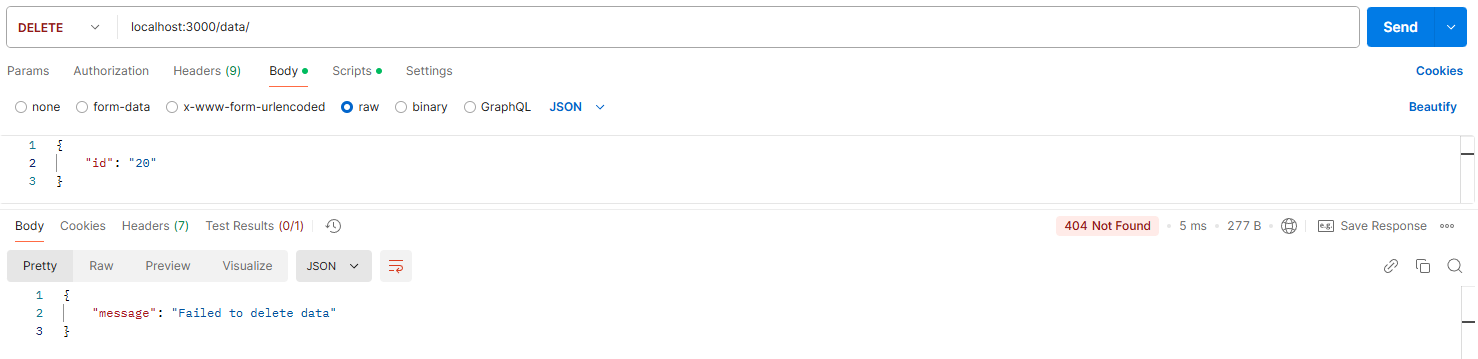 DELETE localhost:3000/data/ Send
Params Authorization Headers (9) Body Scripts Settings Cookies
none form-data x-www-form-urlencoded raw binary GraphQL JSON Beautify
1 {
2 "id": "20"
3 }
Body Cookies Headers (7) Test Results (0/1) 404 Not Found 5 ms 277 B e.g. Save Response
Pretty Raw Preview Visualize JSON
1 {
2 "message": "Failed to delete data"
3 }